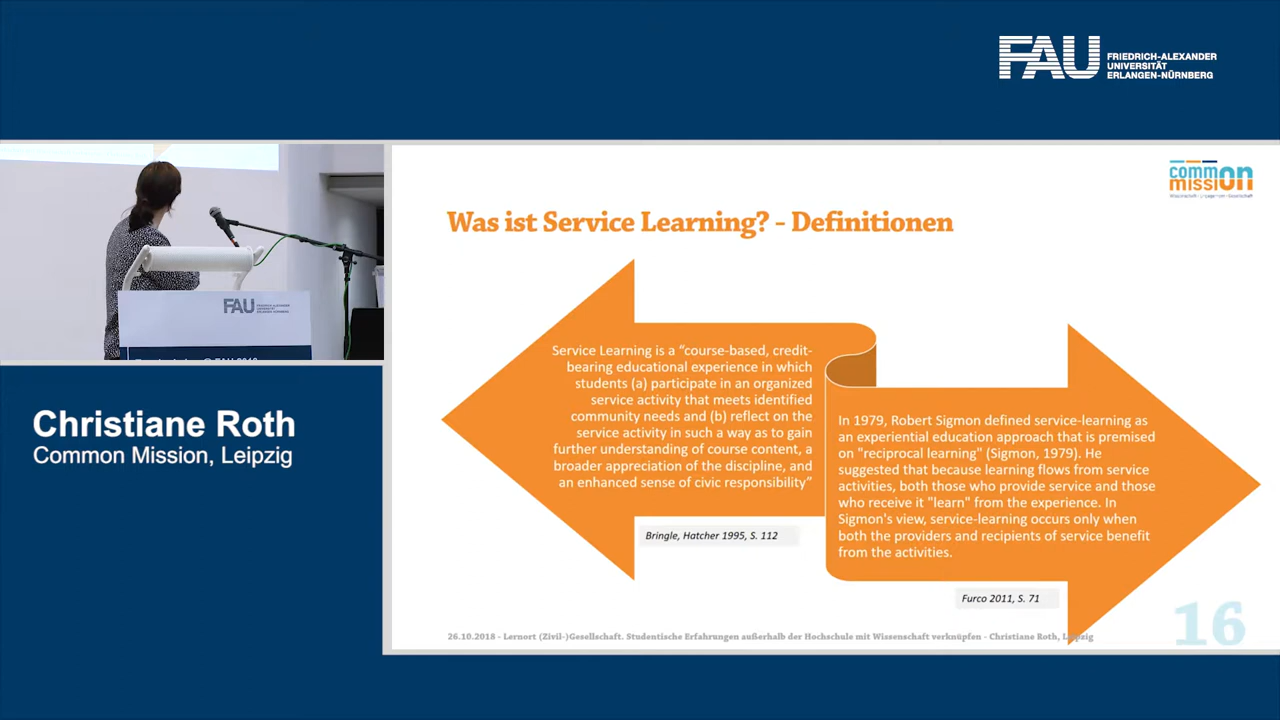 FAU FRIEDRICH-ALEXANDER
UNIVERSITÄT
ERLANGEN-NÜRNBERG
common
mission
Was ist Service Learning? - Definitionen
Service Learning is a “course-based, credit-
bearing educational experience in which
students (a) participate in an organized
service activity that meets identified
community needs and (b) reflect on the
service activity in such a way as to gain
further understanding of course content, a
broader appreciation of the discipline, and
an enhanced sense of civic responsibility”
Bringle, Hatcher 1995, S. 112
In 1979, Robert Sigmon defined service-learning as
an experiential education approach that is premised
on "reciprocal learning" (Sigmon, 1979). He
suggested that because learning flows from service
activities, both those who provide service and those
who receive it "learn" from the experience. In
Sigmon's view, service-learning occurs only when
both the providers and recipients of service benefit
from the activities.
Furco 2011, S. 71
26.10.2018 - Lernort (Zivil-)Gesellschaft. Studentische Erfahrungen außerhalb der Hochschule mit Wissenschaft verknüpfen - Christiane Roth, Leipzig
16
FAU FRIEDRICH-ALEXANDER
UNIVERSITÄT
ERLANGEN-NÜRNBERG
Christiane Roth
Common Mission, Leipzig